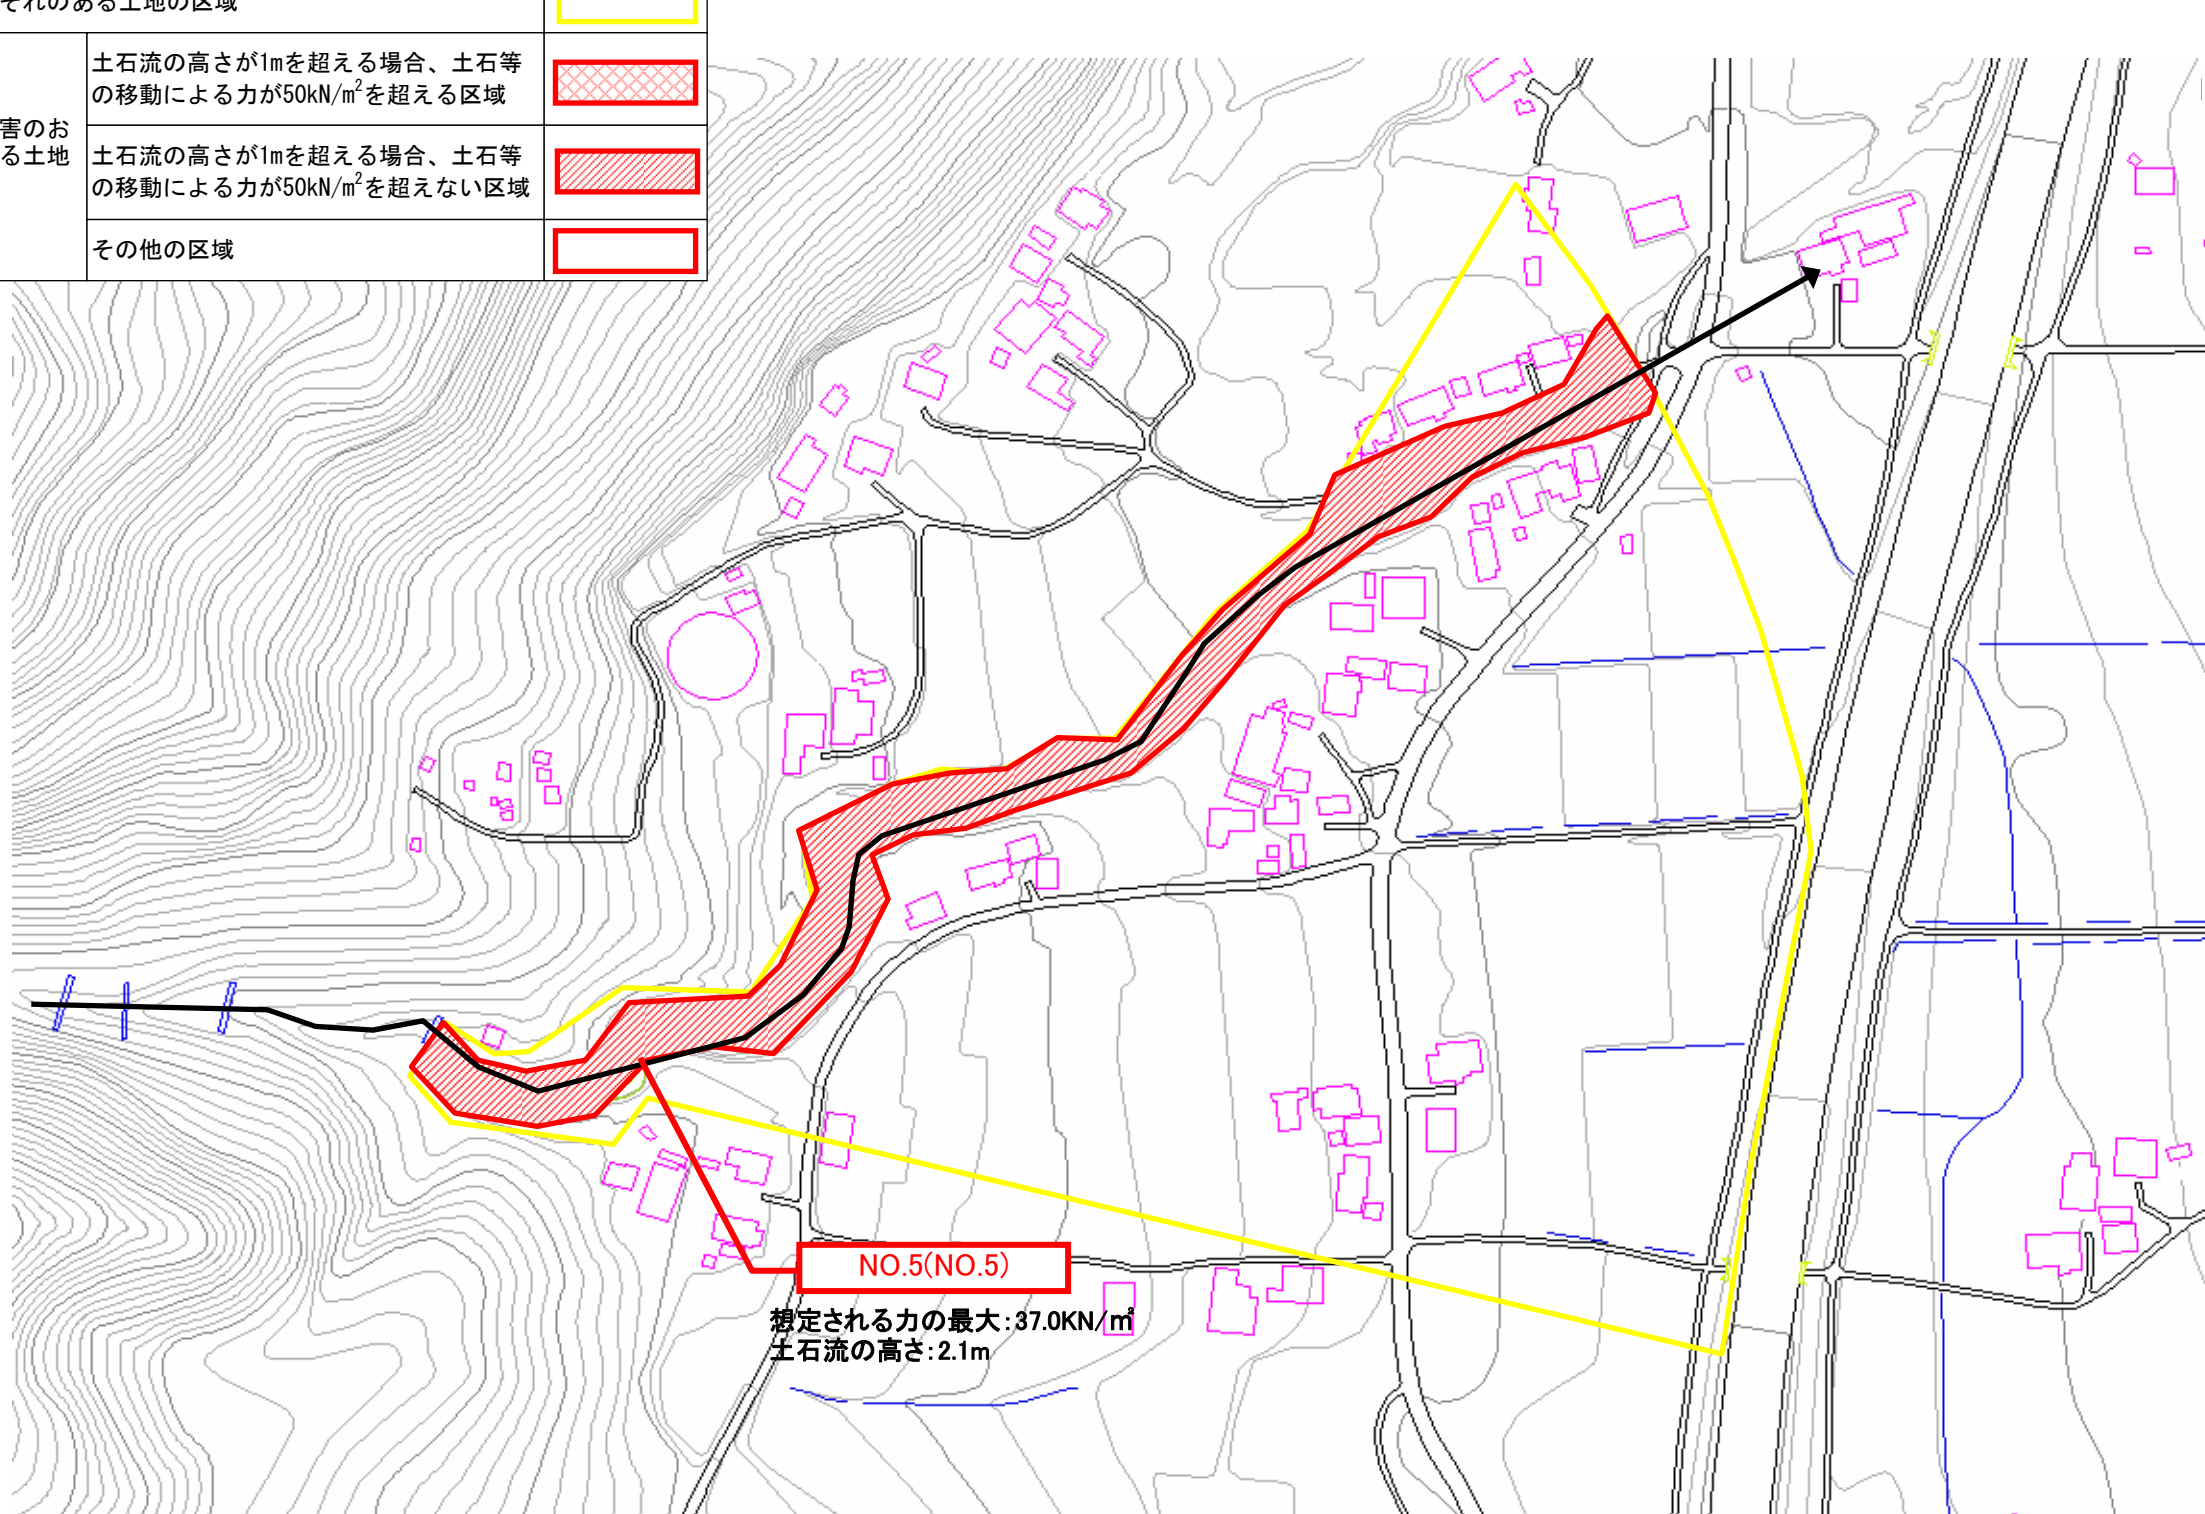 それのある土地の区域
土石流の高さが1mを超える場合、土石等
の移動による力が50kN/m²を超える区域
害のお
る土地
土石流の高さが1mを超える場合、土石等
の移動による力が50kN/m²を超えない区域
その他の区域
NO.5(NO.5)
想定される力の最大:37.0KN/㎡
土石流の高さ:2.1m